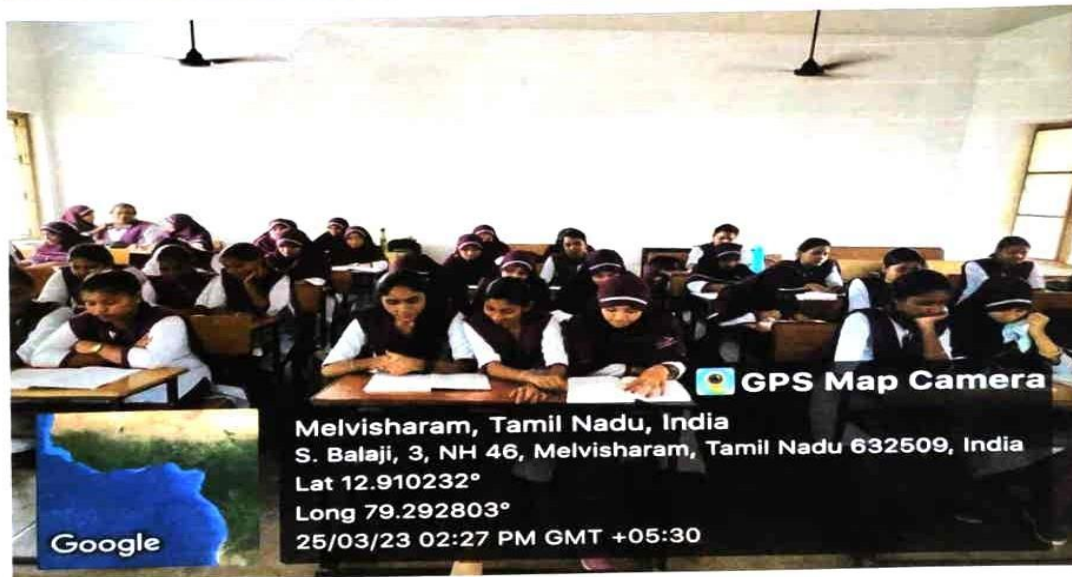 GPS Map Camera
Melvisharam, Tamil Nadu, India
S. Balaji, 3, NH 46, Melvisharam, Tamil Nadu 632509, India
Lat 12.910232°
Long 79.292803°
25/03/23 02:27 PM GMT +05:30
Google